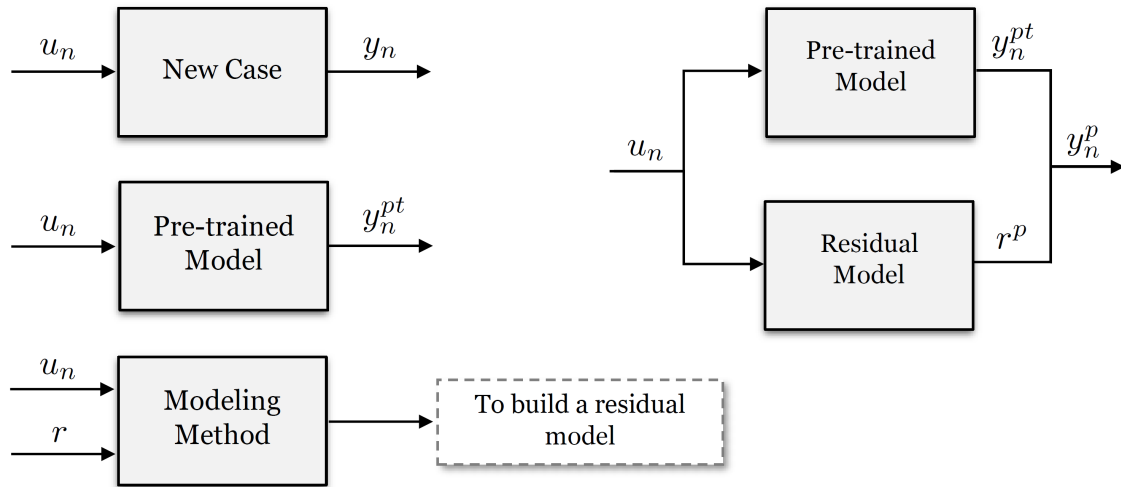 u_n
New Case
y_n
u_n
Pre-trained
Model
y_n^{pt}
u_n
r
Modeling
Method
To build a residual
model
u_n
Pre-trained
Model
y_n^{pt}
Residual
Model
r^p
y_n^p